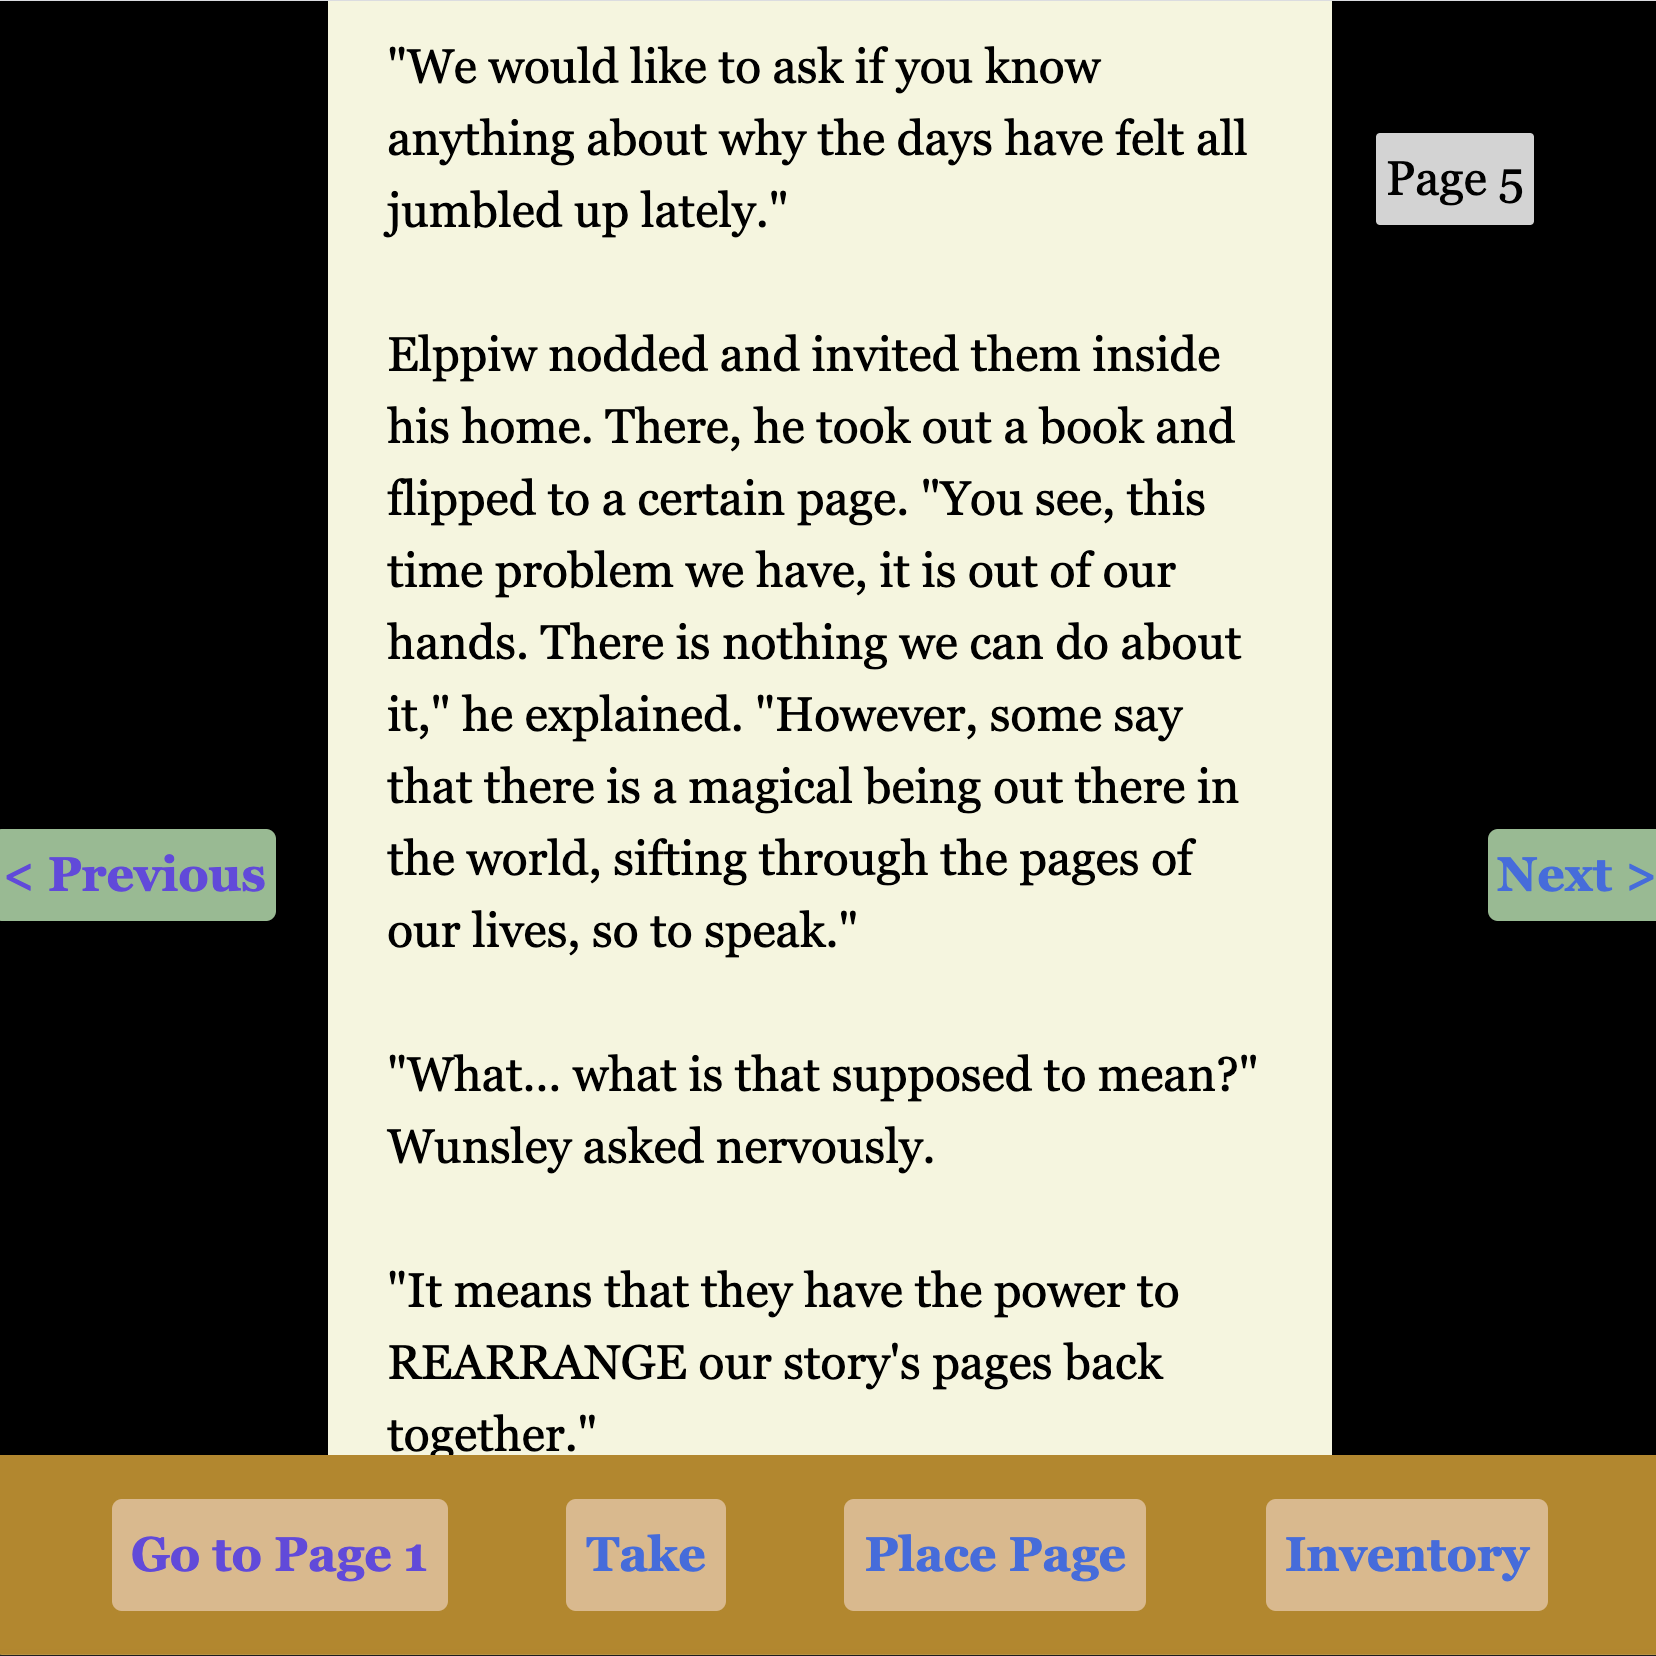 "We would like to ask if you know
anything about why the days have felt all
jumbled up lately."
Page 5
Elppiw nodded and invited them inside
his home. There, he took out a book and
flipped to a certain page. "You see, this
time problem we have, it is out of our
hands. There is nothing we can do about
it," he explained. "However, some say
that there is a magical being out there in
the world, sifting through the pages of
our lives, so to speak."
< Previous
Next >
"What... what is that supposed to mean?"
Wunsley asked nervously.
"It means that they have the power to
REARRANGE our story's pages back
together."
Go to Page 1
Take
Place Page
Inventory